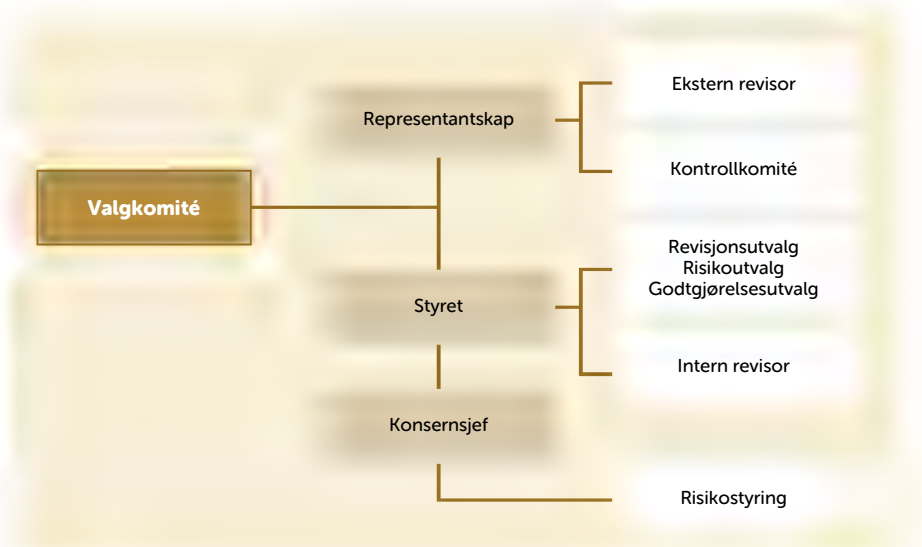 Ekstern revisor
Representantskap
Kontrollkomité
Valgkomité
Revisjonsutvalg
Risikoutvalg
Godtgjørelsesutvalg
Styret
Intern revisor
Konsernsjef
Risikostyring